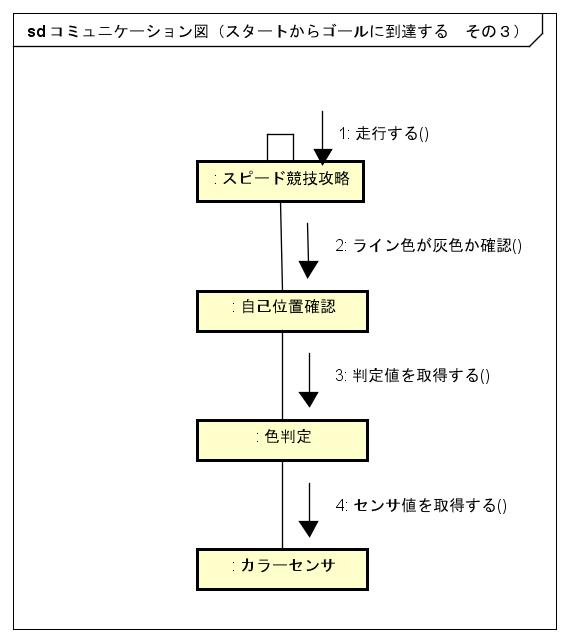 sd コミュニケーション図（スタートからゴールに到達する　その３）
1: 走行する()
: スピード競技攻略
2: ライン色が灰色か確認()
: 自己位置確認
3: 判定値を取得する()
: 色判定
4: センサ値を取得する()
: カラーセンサ